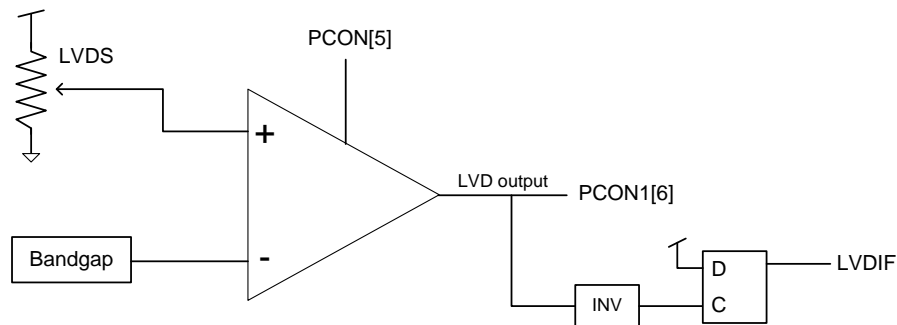 PCON[5]
LVDS
+
LVD output
PCON1[6]
Bandgap
-
D
LVDIF
INV
C